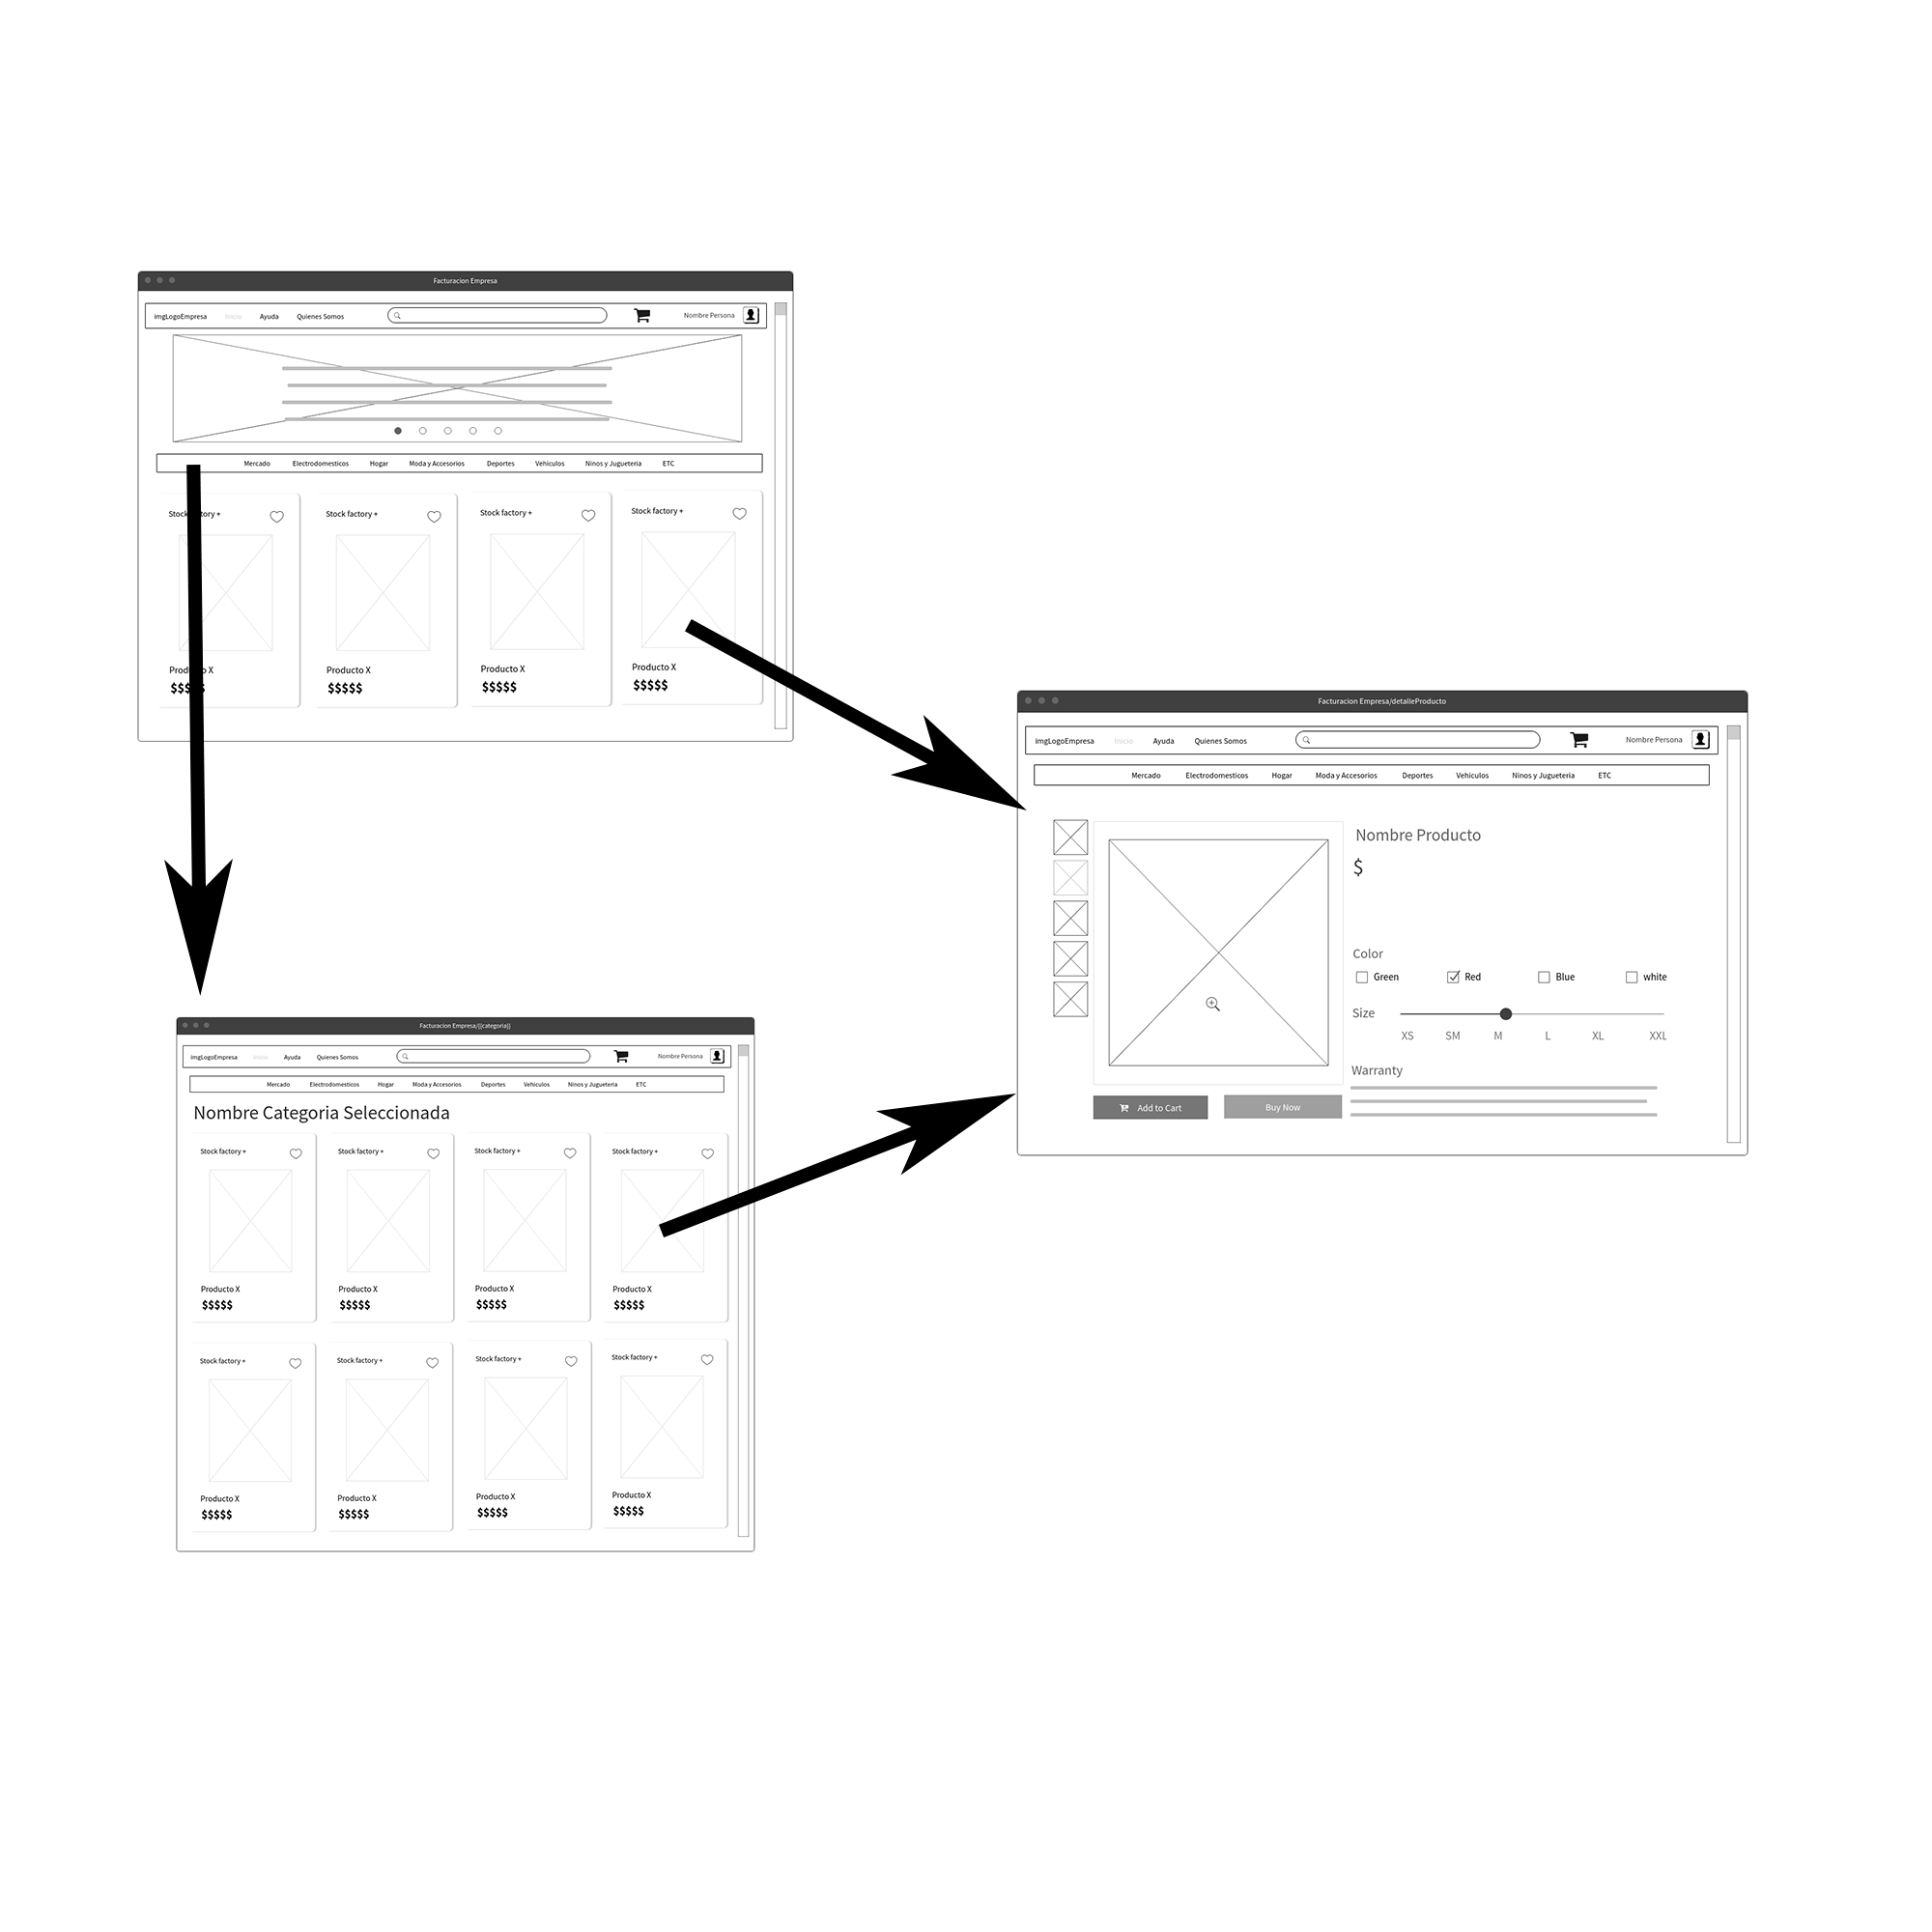 Facturacion Empresa
imgLogoEmpresa Inicio Ayuda Quienes Somos Nombre Persona
Mercado Electrodomesticos Hogar Moda y Accesorios Deportes Vehiculos Ninos y Jugueteria ETC
Stock factory + Stock factory + Stock factory + Stock factory +
Producto X Producto X Producto X Producto X
$$$$$ $$$$$ $$$$$ $$$$$
Facturacion Empresa/detalleProducto
imgLogoEmpresa Inicio Ayuda Quienes Somos Nombre Persona
Mercado Electrodomesticos Hogar Moda y Accesorios Deportes Vehiculos Ninos y Jugueteria ETC
Nombre Producto
$
Color
Green Red Blue white
Size
XS SM M L XL XXL
Warranty
Add to Cart Buy Now
Facturacion Empresa/{{categoria}}
imgLogoEmpresa Inicio Ayuda Quienes Somos Nombre Persona
Mercado Electrodomesticos Hogar Moda y Accesorios Deportes Vehiculos Ninos y Jugueteria ETC
Nombre Categoria Seleccionada
Stock factory + Stock factory + Stock factory + Stock factory +
Producto X Producto X Producto X Producto X
$$$$$ $$$$$ $$$$$ $$$$$
Stock factory + Stock factory + Stock factory + Stock factory +
Producto X Producto X Producto X Producto X
$$$$$ $$$$$ $$$$$ $$$$$